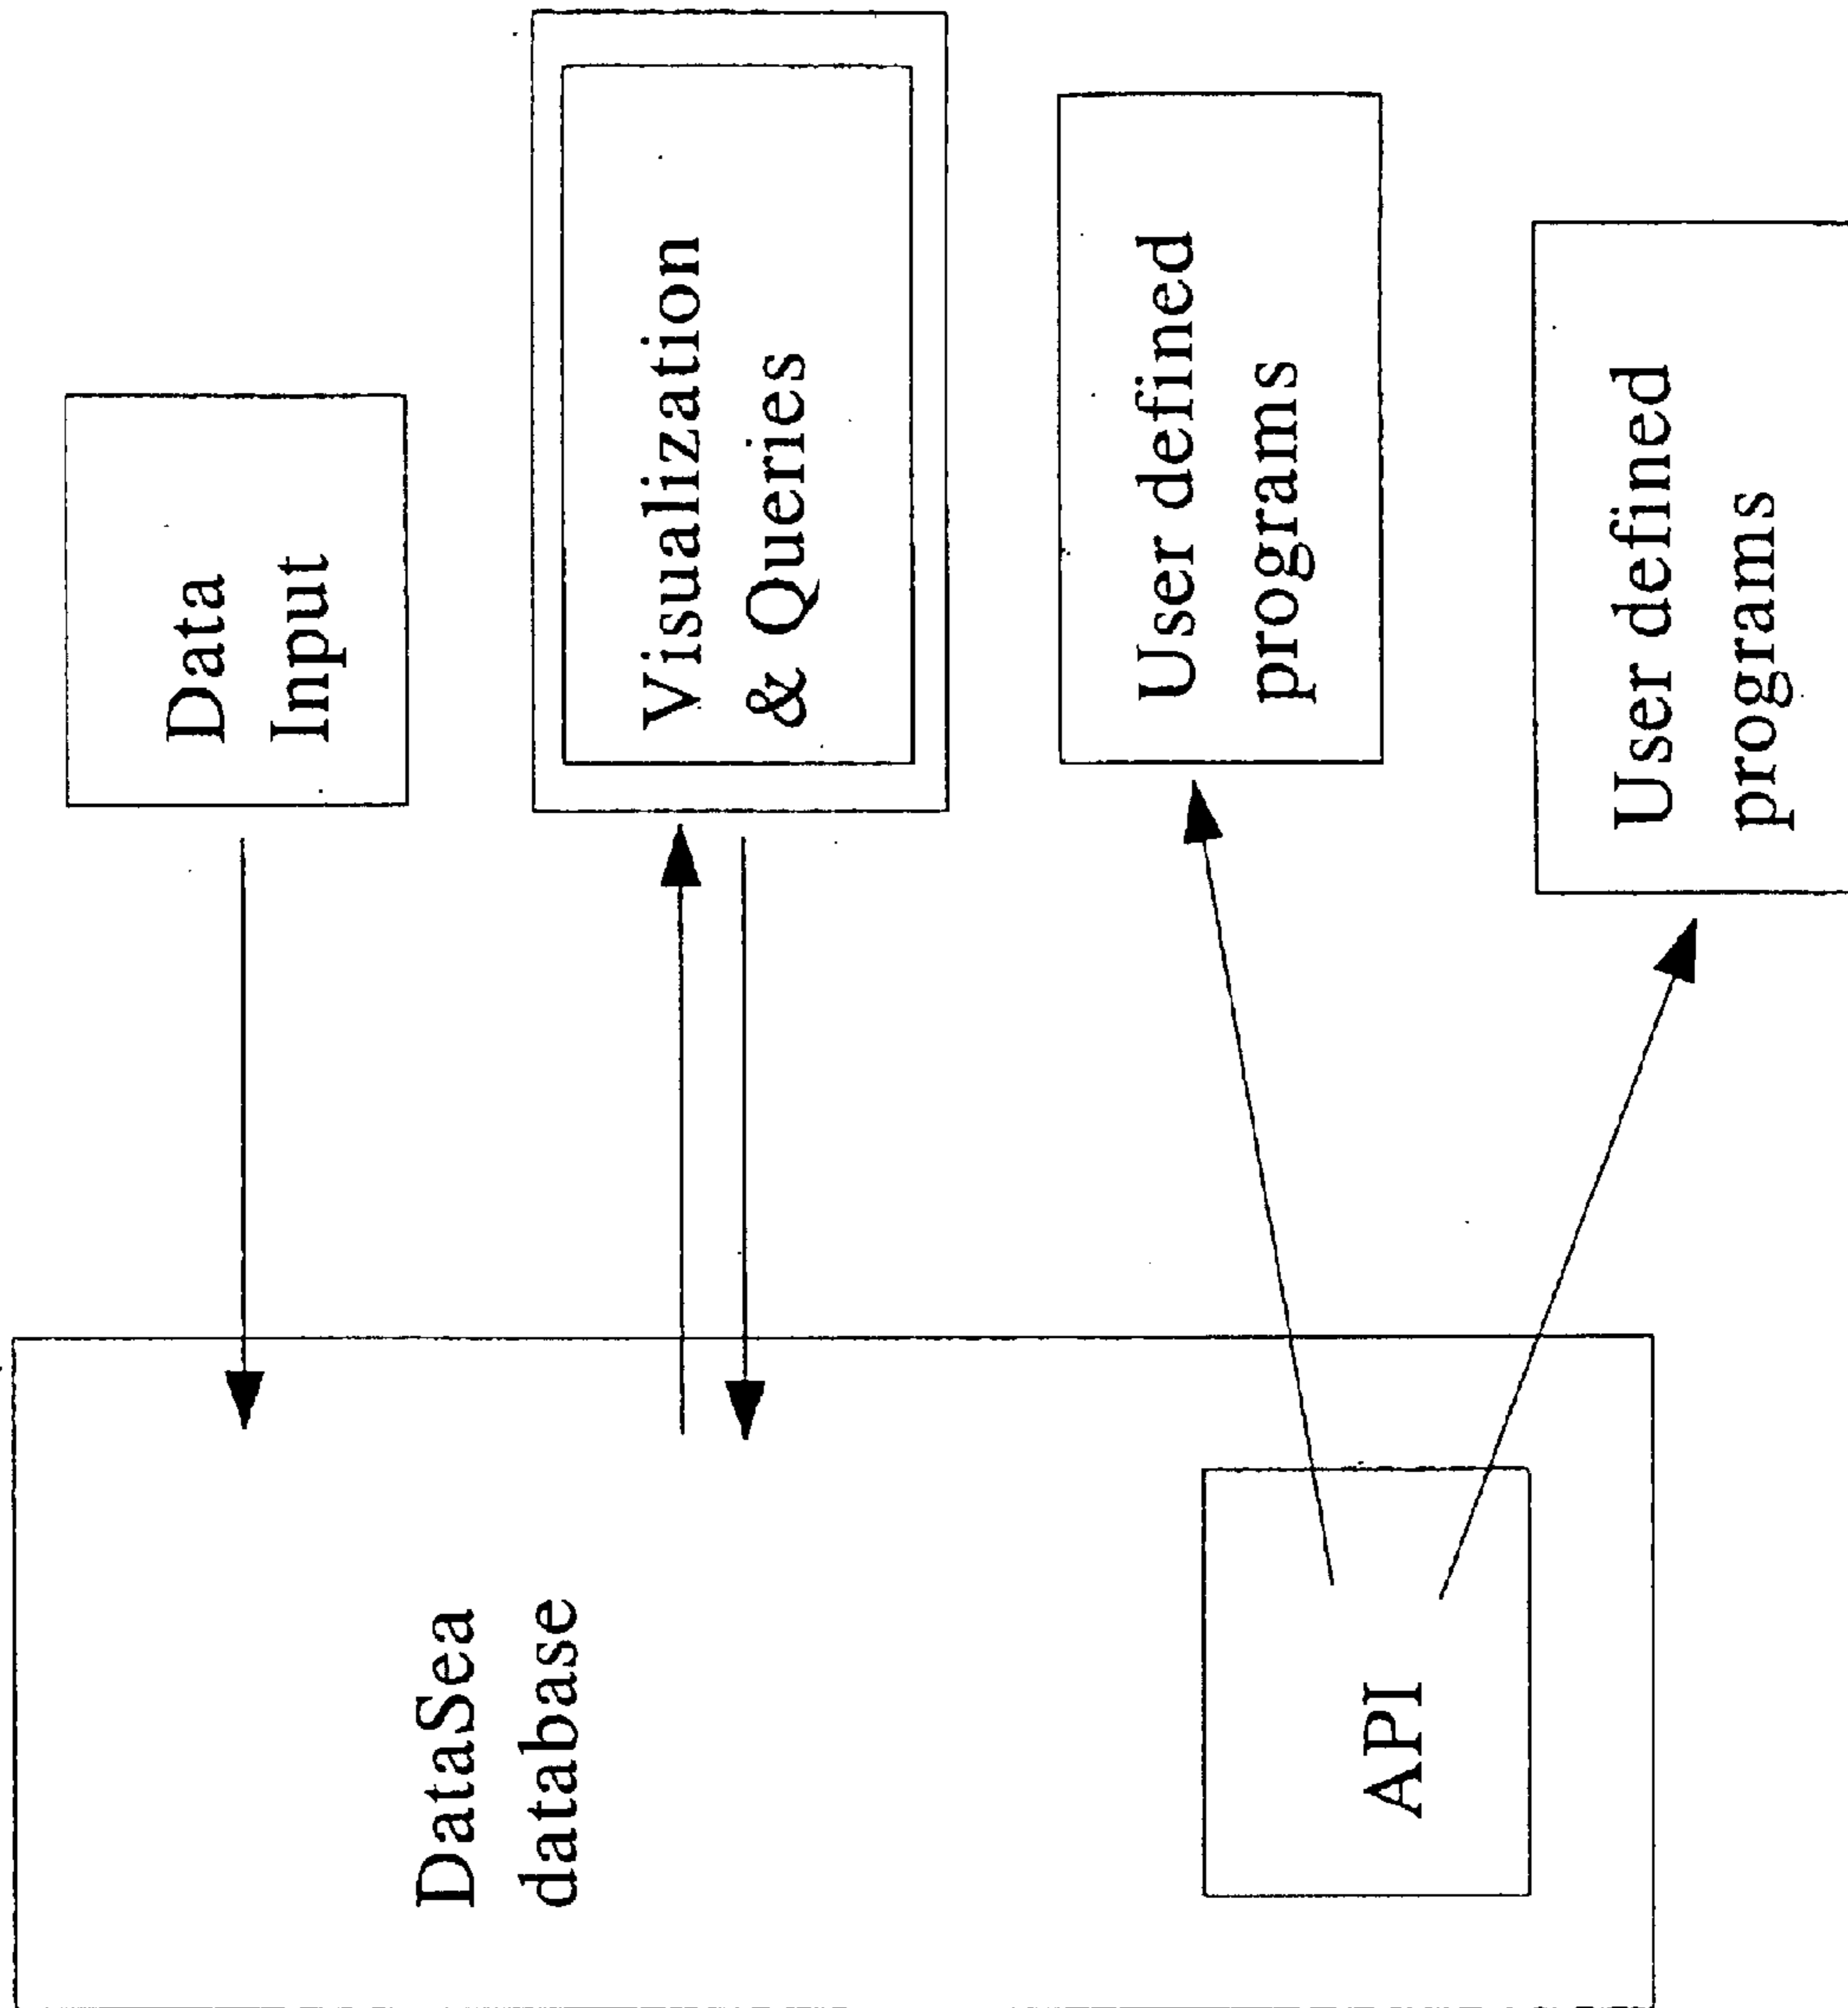 Data
Input
Visualization
& Queries
User defined
programs
User defined
programs
DataSea
database
API